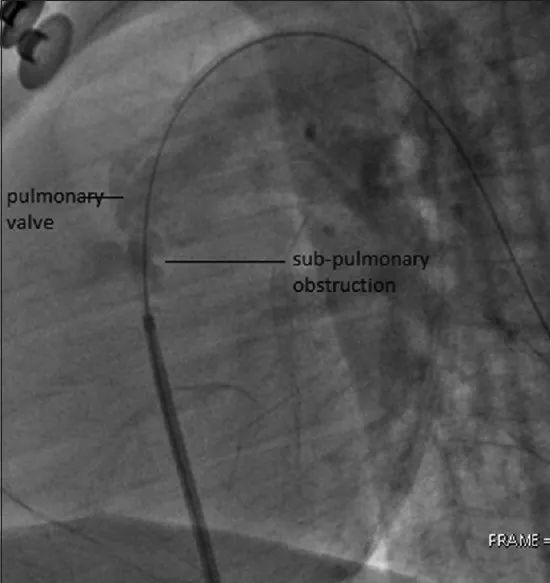 pulmonary
valve
sub-pulmonary
obstruction
FRAME =